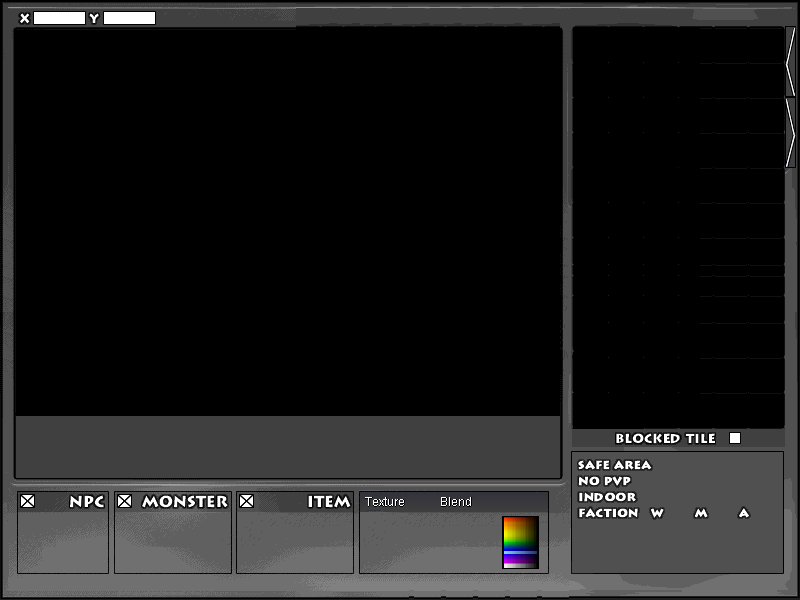 X Y
BLOCKED TILE
SAFE AREA
NO PVP
INDOOR
FACTION W M A
NPC MONSTER ITEM Texture Blend